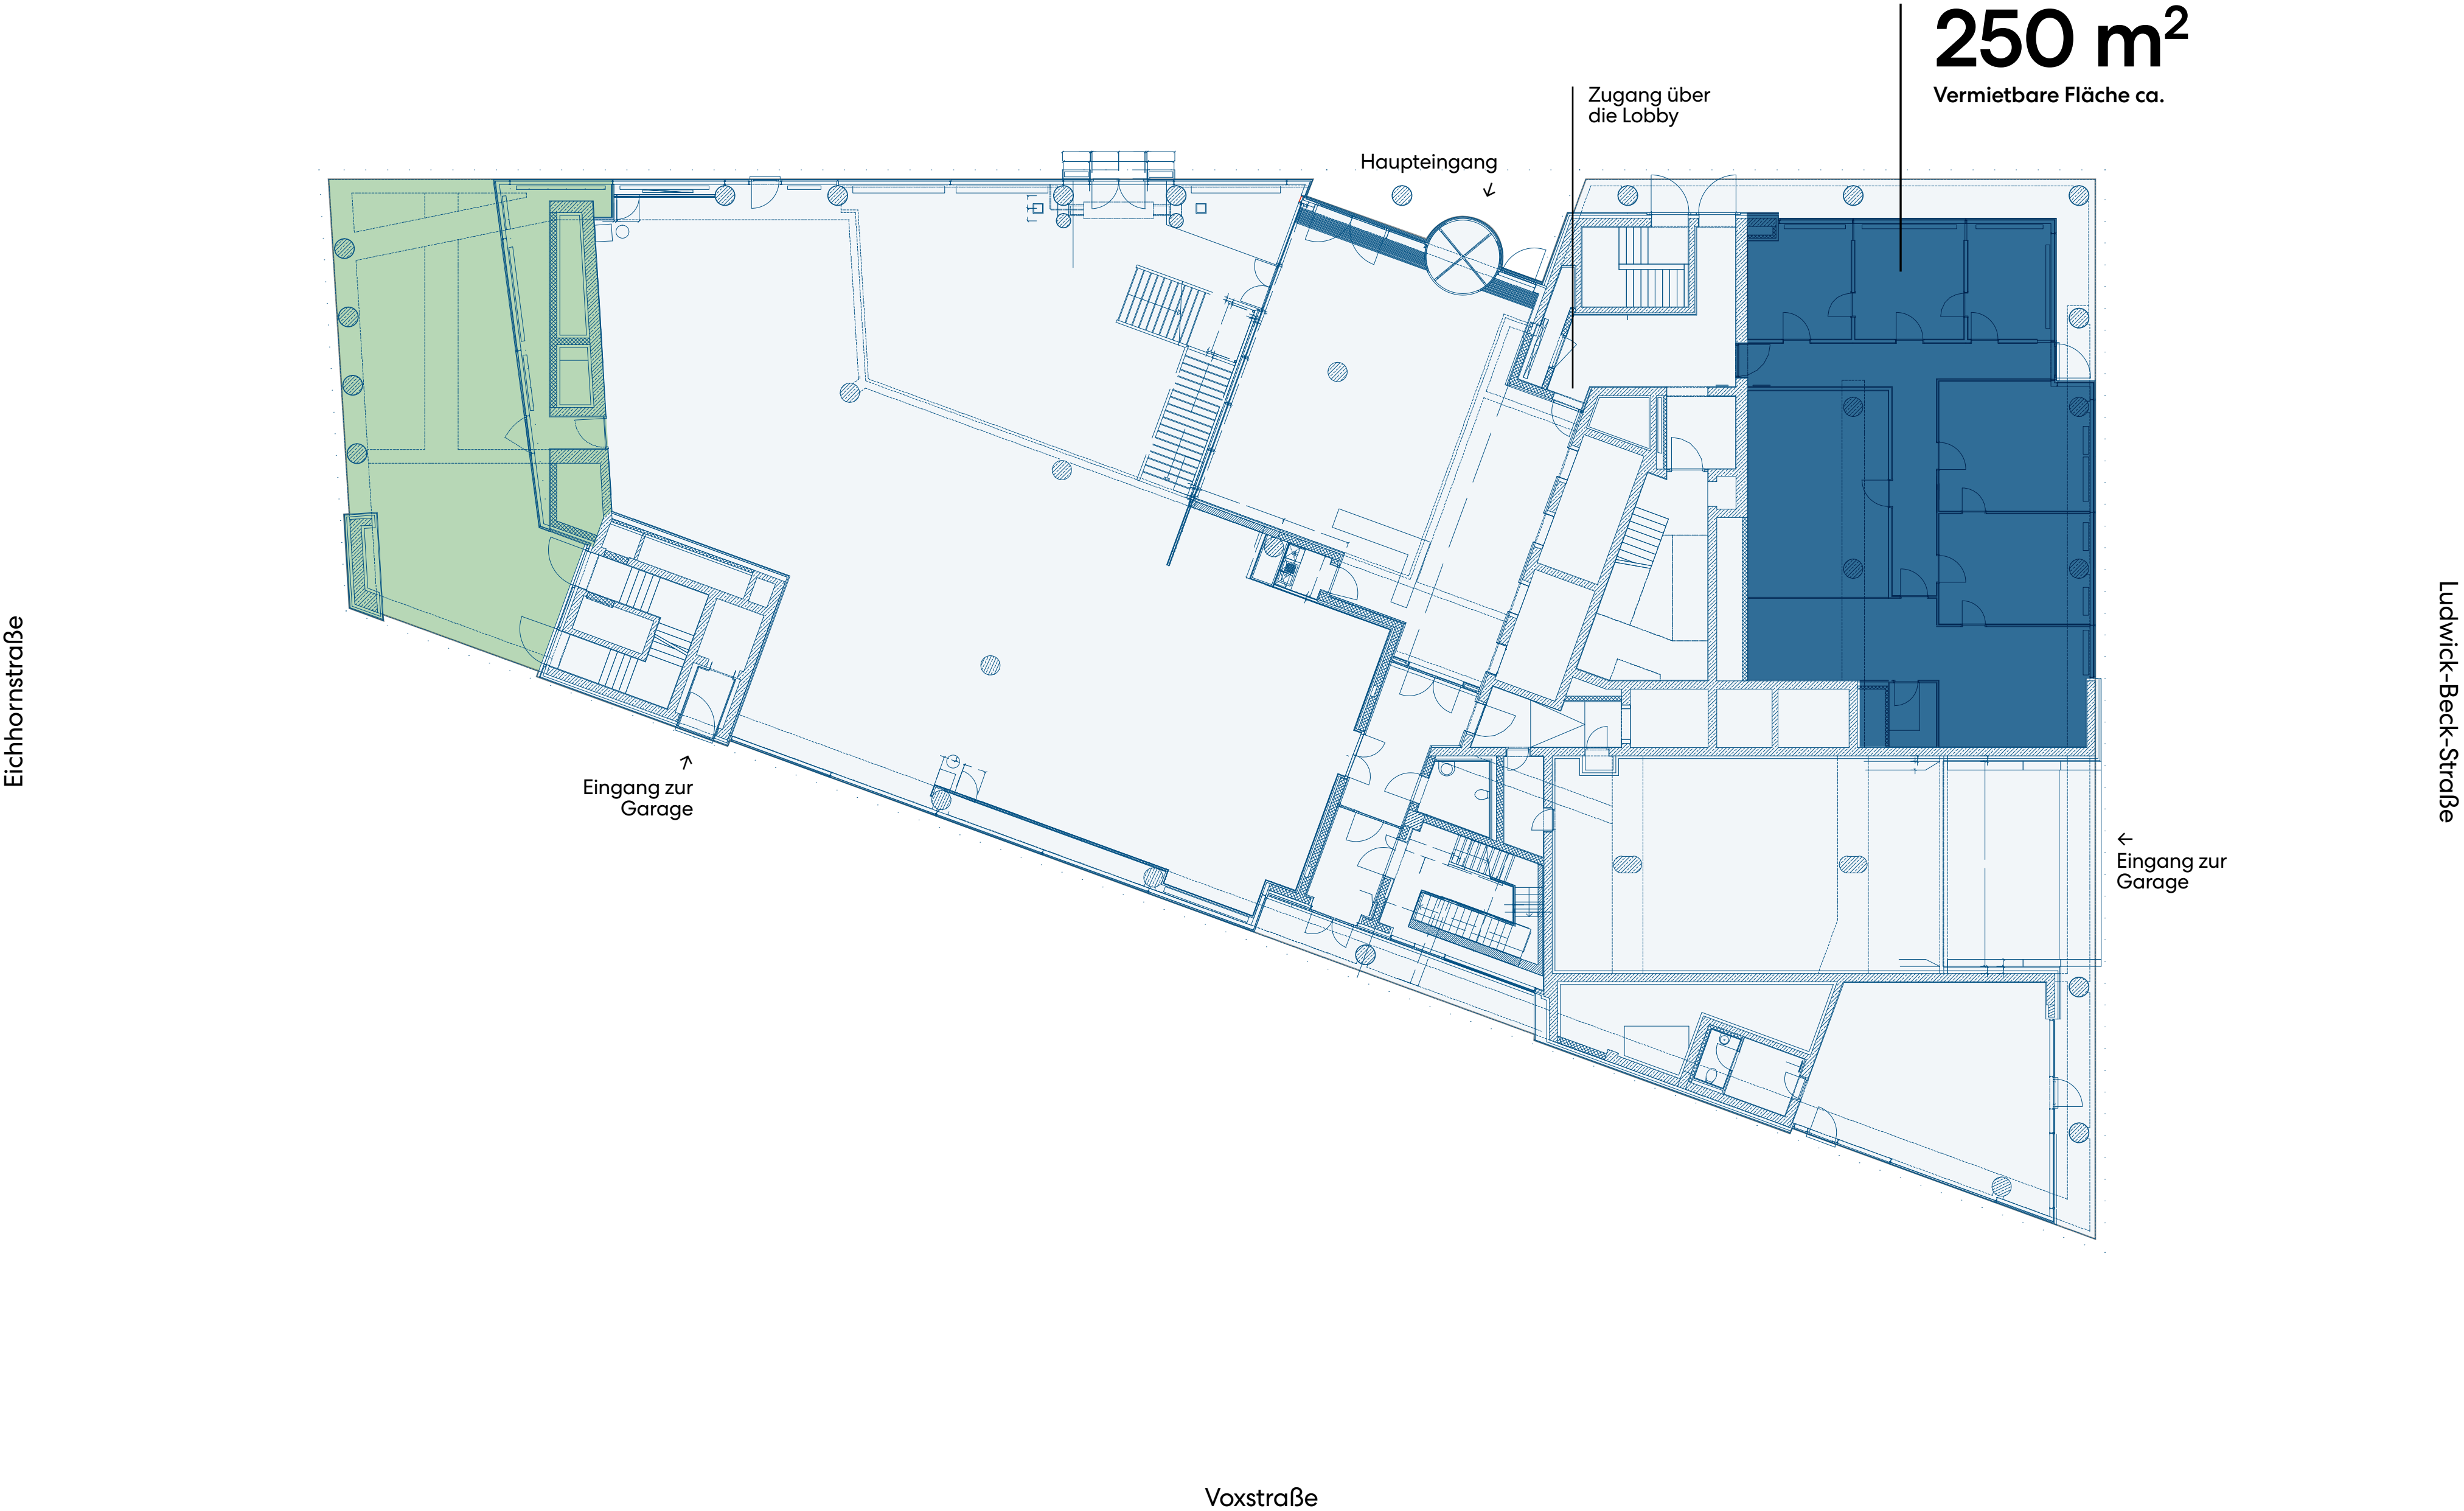 250 m²
Vermietbare Fläche ca.
Zugang über
die Lobby
Haupteingang
Eichhornstraße
Ludwick-Beck-Straße
Eingang zur
Garage
Eingang zur
Garage
Voxstraße